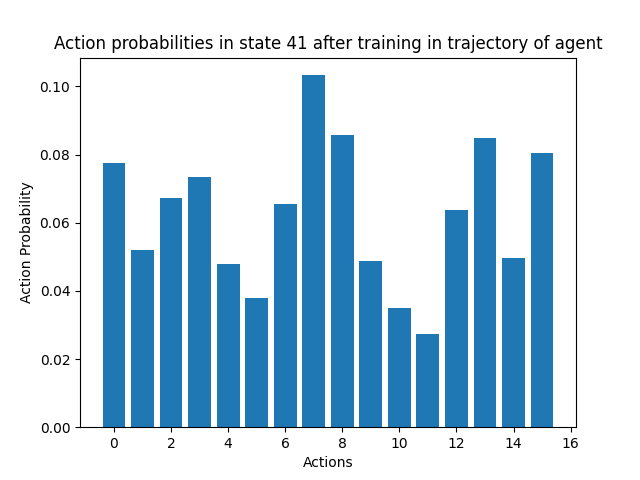 Action probabilities in state 41 after training in trajectory of agent
0.10
0.08
0.06
0.04
0.02
0.00
Action Probability
0 2 4 6 8 10 12 14 16
Actions